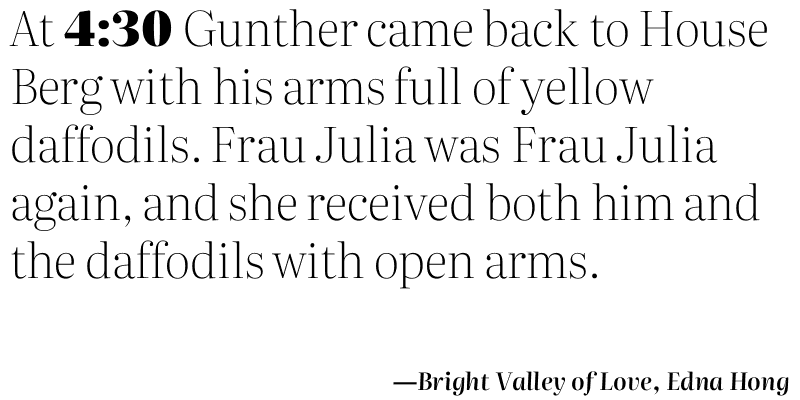 At 4:30 Gunther came back to House
Berg with his arms full of yellow
daffodils. Frau Julia was Frau Julia
again, and she received both him and
the daffodils with open arms.
—Bright Valley of Love, Edna Hong